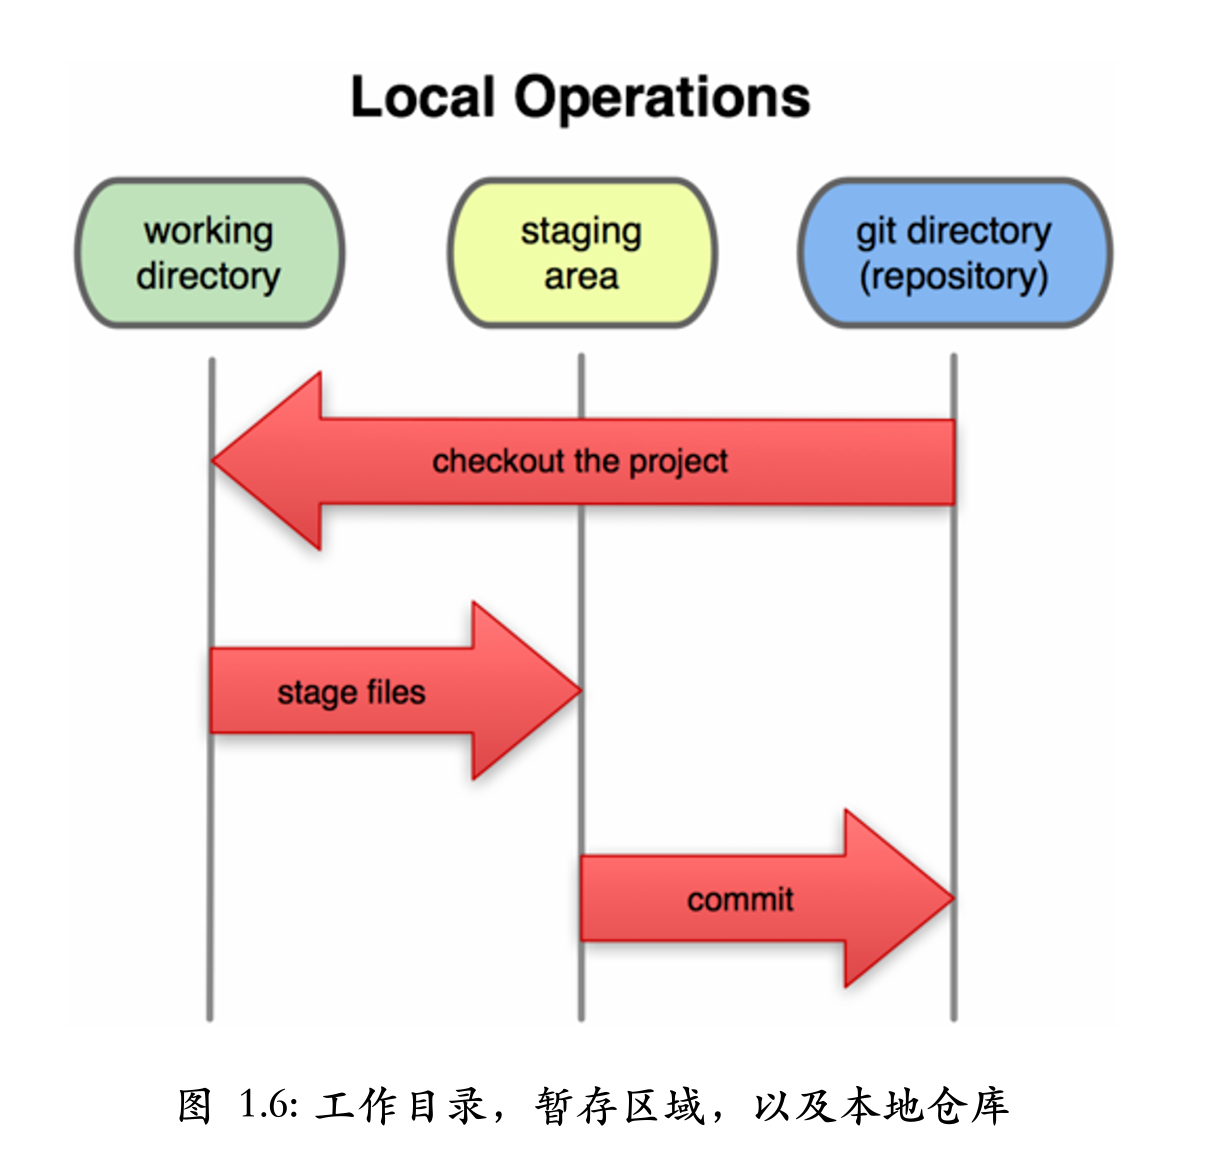 Local Operations
working
directory
staging
area
git directory
(repository)
checkout the project
stage files
commit
图 1.6: 工作目录，暂存区域，以及本地仓库